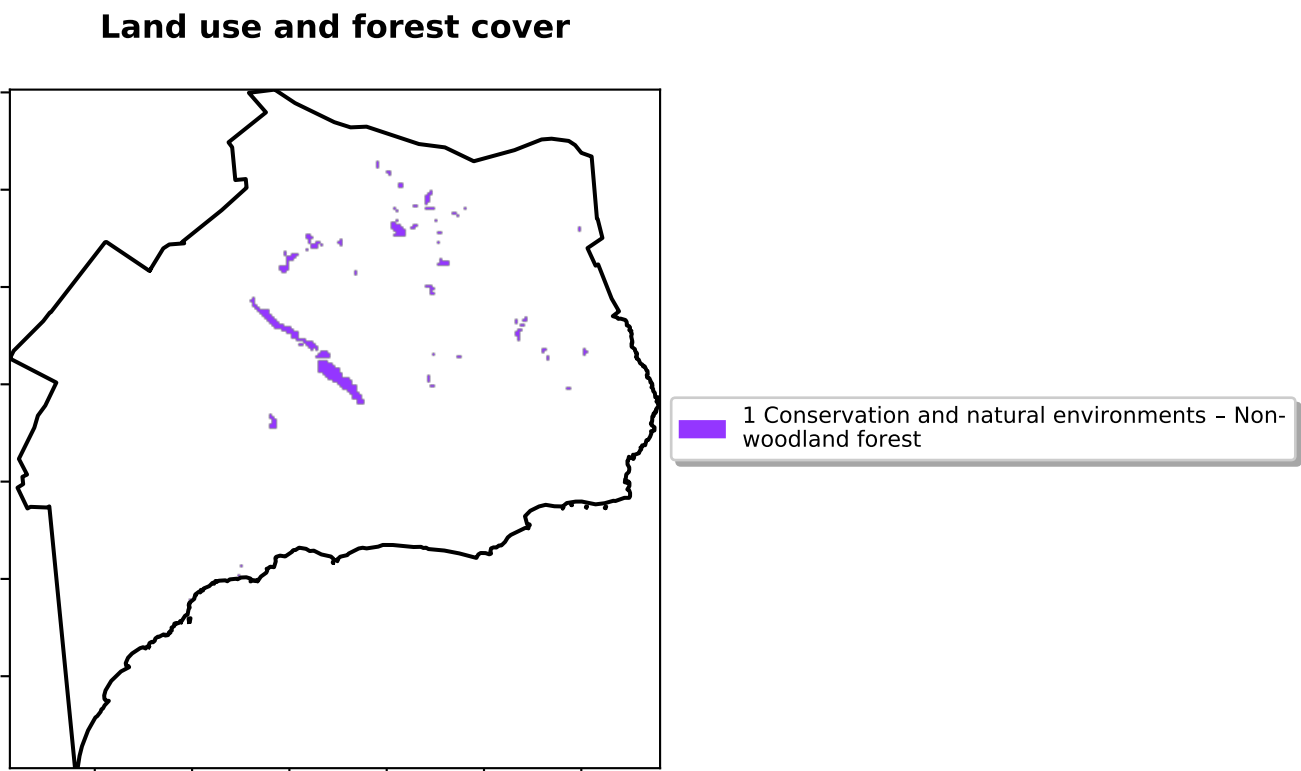 Land use and forest cover
1 Conservation and natural environments – Non-
woodland forest